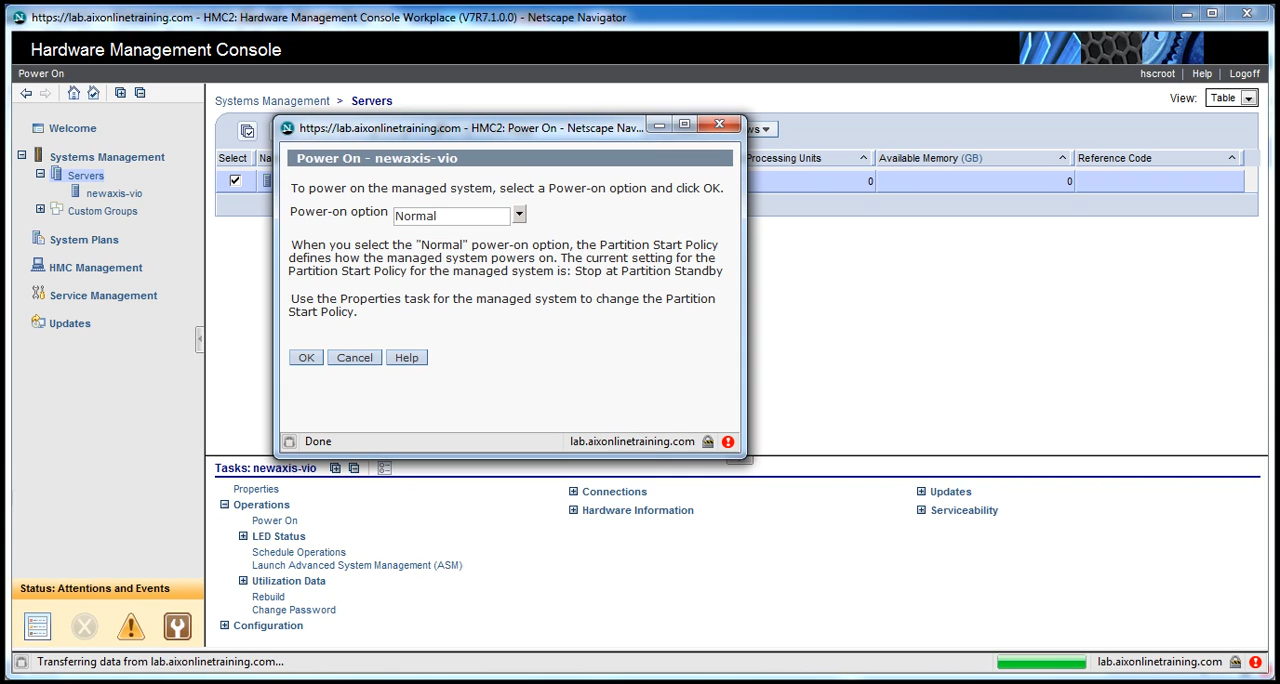 https://lab.aixonlinetraining.com - HMC2: Hardware Management Console Workplace (V7R7.1.0.0) - Netscape Navigator
Hardware Management Console
Power On
hscroot | Help | Logoff
Systems Management > Servers
View: Table
Welcome
Systems Management
Servers
newaxis-vio
Custom Groups
System Plans
HMC Management
Service Management
Updates
Select
Processing Units
Available Memory (GB)
Reference Code
0
0
https://lab.aixonlinetraining.com - HMC2: Power On - Netscape Nav...
Power On - newaxis-vio
To power on the managed system, select a Power-on option and click OK.
Power-on option Normal
When you select the "Normal" power-on option, the Partition Start Policy
defines how the managed system powers on. The current setting for the
Partition Start Policy for the managed system is: Stop at Partition Standby
Use the Properties task for the managed system to change the Partition
Start Policy.
OK Cancel Help
Done
lab.aixonlinetraining.com
Tasks: newaxis-vio
Properties
Operations
Power On
LED Status
Schedule Operations
Launch Advanced System Management (ASM)
Utilization Data
Rebuild
Change Password
Configuration
Connections
Hardware Information
Updates
Serviceability
Status: Attentions and Events
Transferring data from lab.aixonlinetraining.com...
lab.aixonlinetraining.com